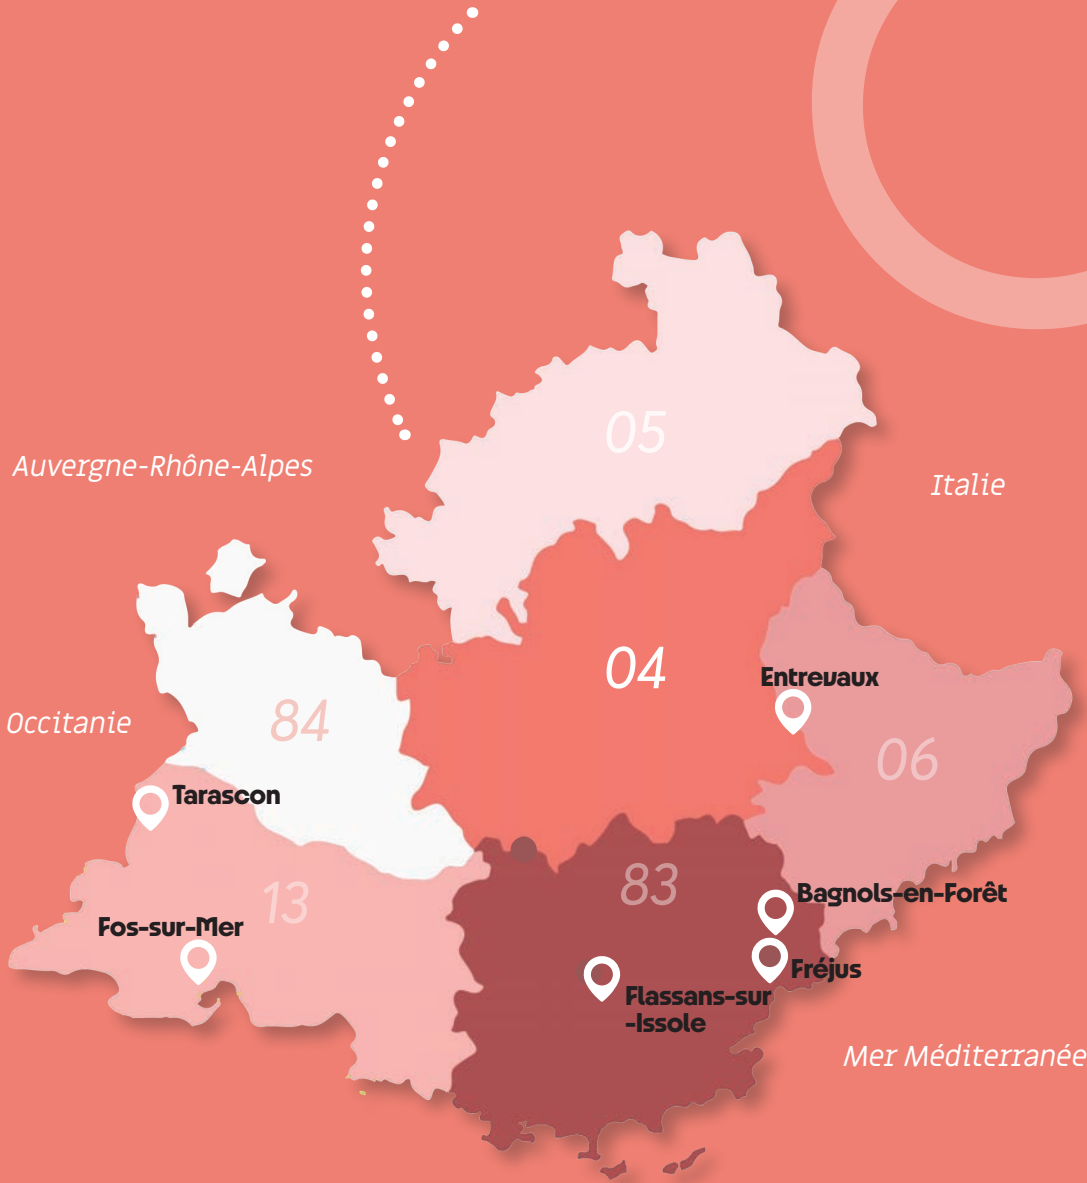 05
Auvergne-Rhône-Alpes
Italie
04
Entrevaux
84
Occitanie
06
Tarascon
83
13
Bagnols-en-Forêt
Fos-sur-Mer
Fréjus
Flassans-sur
-Issole
Mer Méditerranée